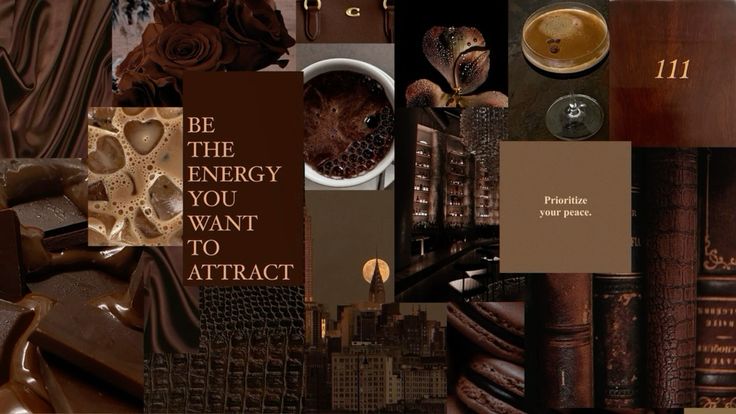 BE
THE
ENERGY
YOU
WANT
TO
ATTRACT
C
111
Prioritize
your peace.